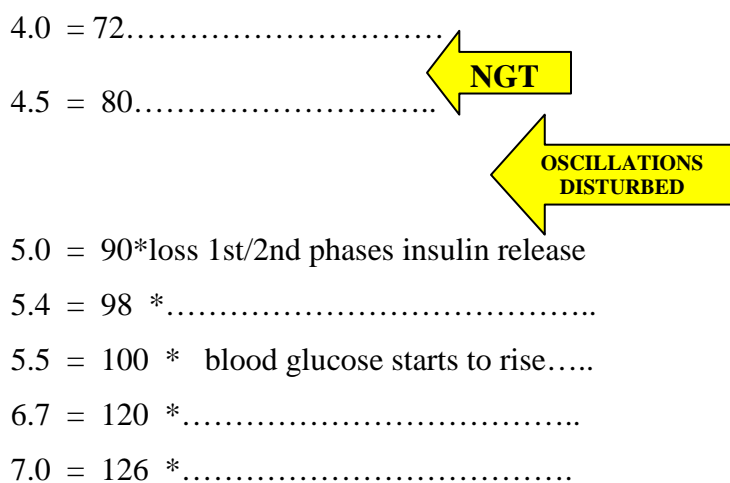 4.0 = 72…………………………
NGT
4.5 = 80………………………..
OSCILLATIONS
DISTURBED
5.0 = 90*loss 1st/2nd phases insulin release
5.4 = 98 *…………………………………..
5.5 = 100 * blood glucose starts to rise…..
6.7 = 120 *………………………………..
7.0 = 126 *……………………………….